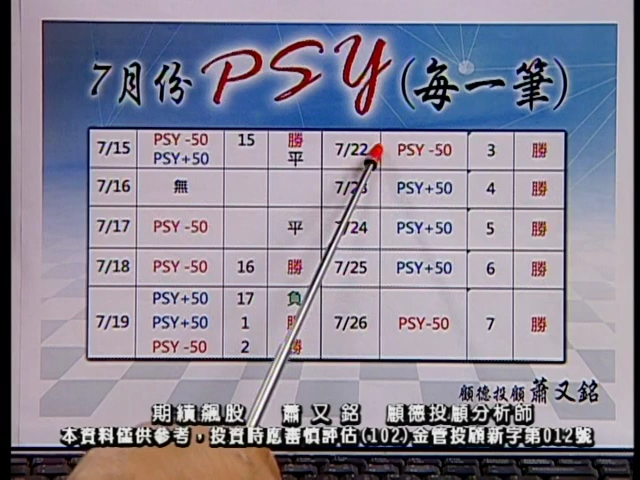 7月份PSY(每一筆)
7/15 PSY -50 15 勝 7/22 PSY -50 3 勝
PSY+50 平
7/16 無 7/23 PSY+50 4 勝
7/17 PSY -50 平 7/24 PSY+50 5 勝
7/18 PSY -50 16 勝 7/25 PSY+50 6 勝
PSY+50 17 負
7/19 PSY+50 1 勝 7/26 PSY-50 7 勝
PSY -50 2 勝
顧德投顧 蕭又銘
期績飆股 蕭又銘 顧德投顧分析師
本資料僅供參考，投資時應審慎評估(102)金管投顧新字第012號